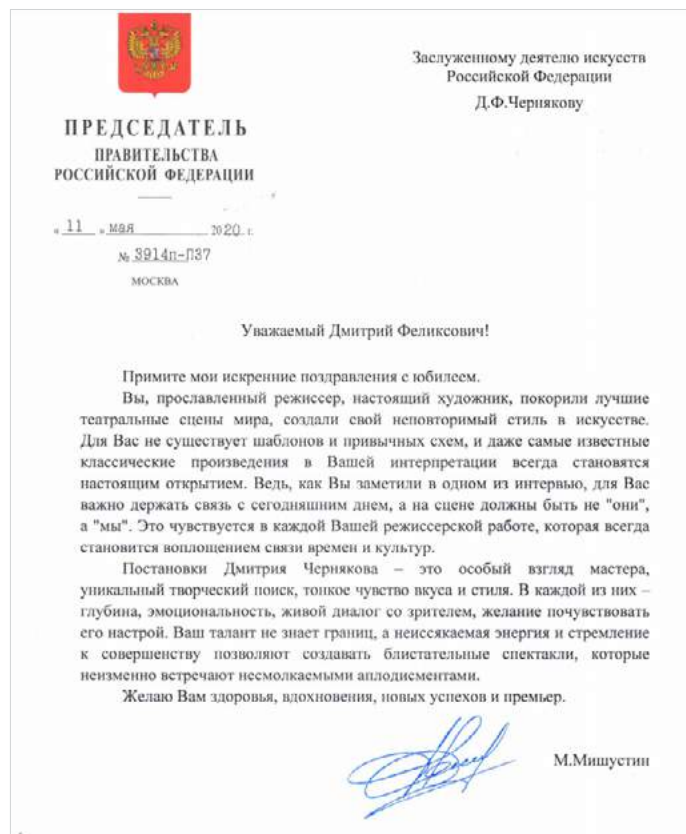 Заслуженному деятелю искусств
Российской Федерации
Д.Ф.Чернякову
ПРЕДСЕДАТЕЛЬ
ПРАВИТЕЛЬСТВА
РОССИЙСКОЙ ФЕДЕРАЦИИ
« 11 » мая 2020 г.
№ 3914п-П37
МОСКВА
Уважаемый Дмитрий Феликсович!
Примите мои искренние поздравления с юбилеем.
Вы, прославленный режиссер, настоящий художник, покорили лучшие
театральные сцены мира, создали свой неповторимый стиль в искусстве.
Для Вас не существует шаблонов и привычных схем, и даже самые известные
классические произведения в Вашей интерпретации всегда становятся
настоящим открытием. Ведь, как Вы заметили в одном из интервью, для Вас
важно держать связь с сегодняшним днем, а на сцене должны быть не "они",
а "мы". Это чувствуется в каждой Вашей режиссерской работе, которая всегда
становится воплощением связи времен и культур.
Постановки Дмитрия Чернякова – это особый взгляд мастера,
уникальный творческий поиск, тонкое чувство вкуса и стиля. В каждой из них –
глубина, эмоциональность, живой диалог со зрителем, желание почувствовать
его настрой. Ваш талант не знает границ, а неиссякаемая энергия и стремление
к совершенству позволяют создавать блистательные спектакли, которые
неизменно встречают несмолкаемыми аплодисментами.
Желаю Вам здоровья, вдохновения, новых успехов и премьер.
М.Мишустин